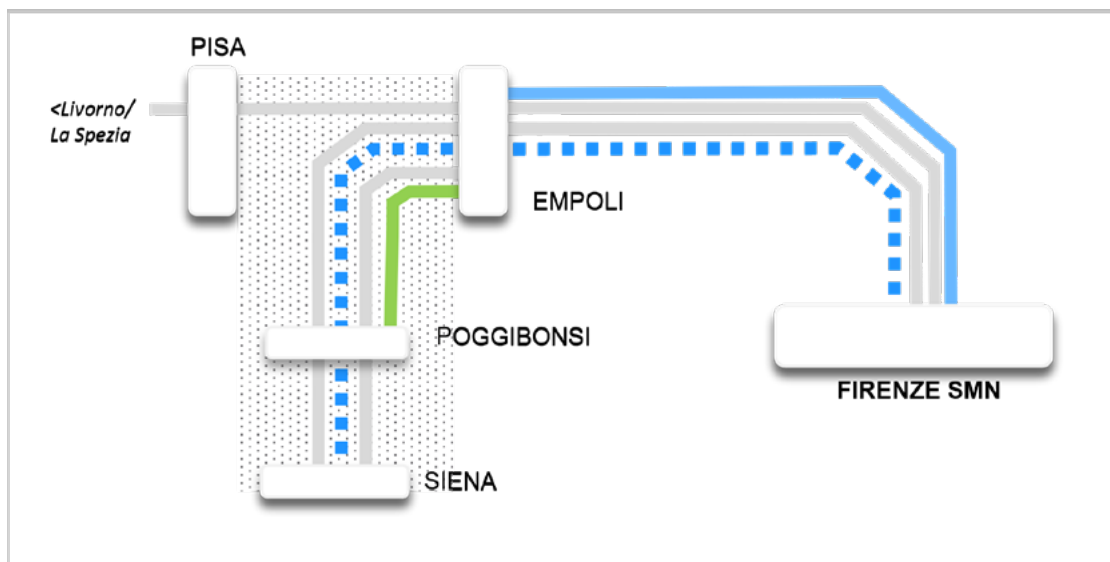 PISA
<Livorno/
La Spezia
EMPOLI
POGGIBONSI
FIRENZE SMN
SIENA